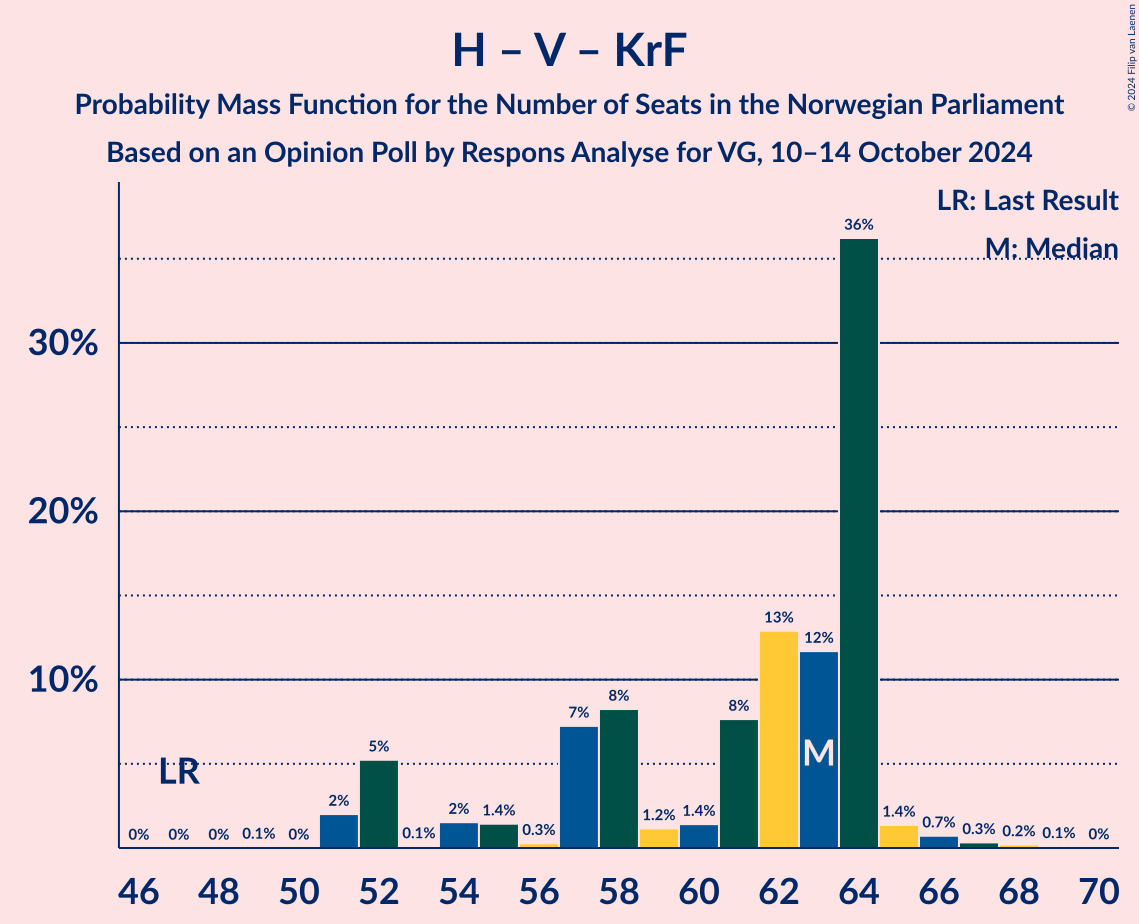 H – V – KrF
Probability Mass Function for the Number of Seats in the Norwegian Parliament
Based on an Opinion Poll by Respons Analyse for VG, 10–14 October 2024
© 2024 Filip van Laenen
LR: Last Result
M: Median
30%
20%
10%
0% 0% 0% 0.1% 0% 2% 5% 0.1% 2% 1.4% 0.3% 7% 8% 1.2% 1.4% 8% 13% 12% 36% 1.4% 0.7% 0.3% 0.2% 0.1% 0%
LR
M
46 48 50 52 54 56 58 60 62 64 66 68 70